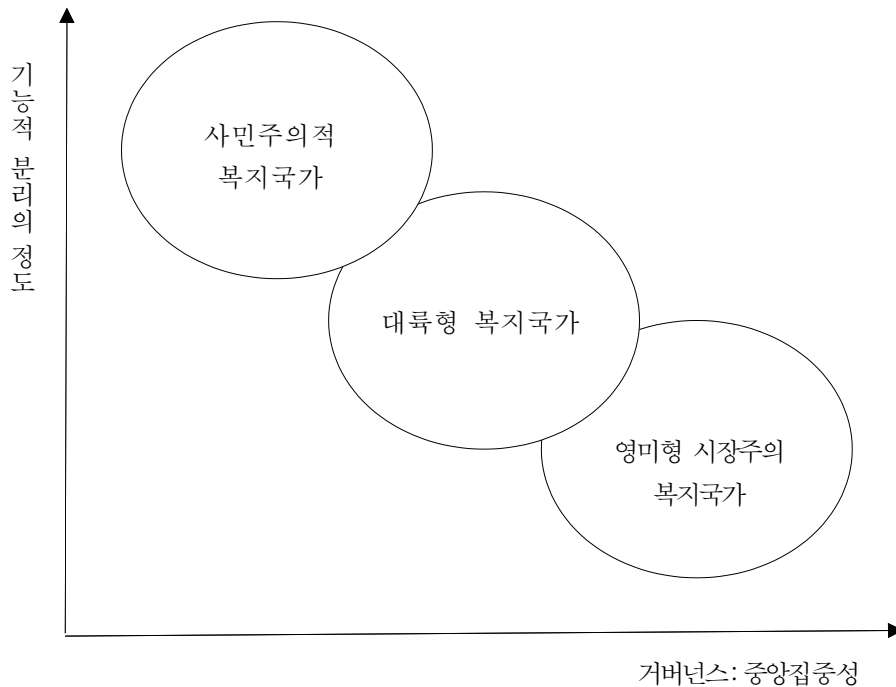 기능적 분리의 정도
사민주의적
복지국가
대륙형 복지국가
영미형 시장주의
복지국가
거버넌스: 중앙집중성